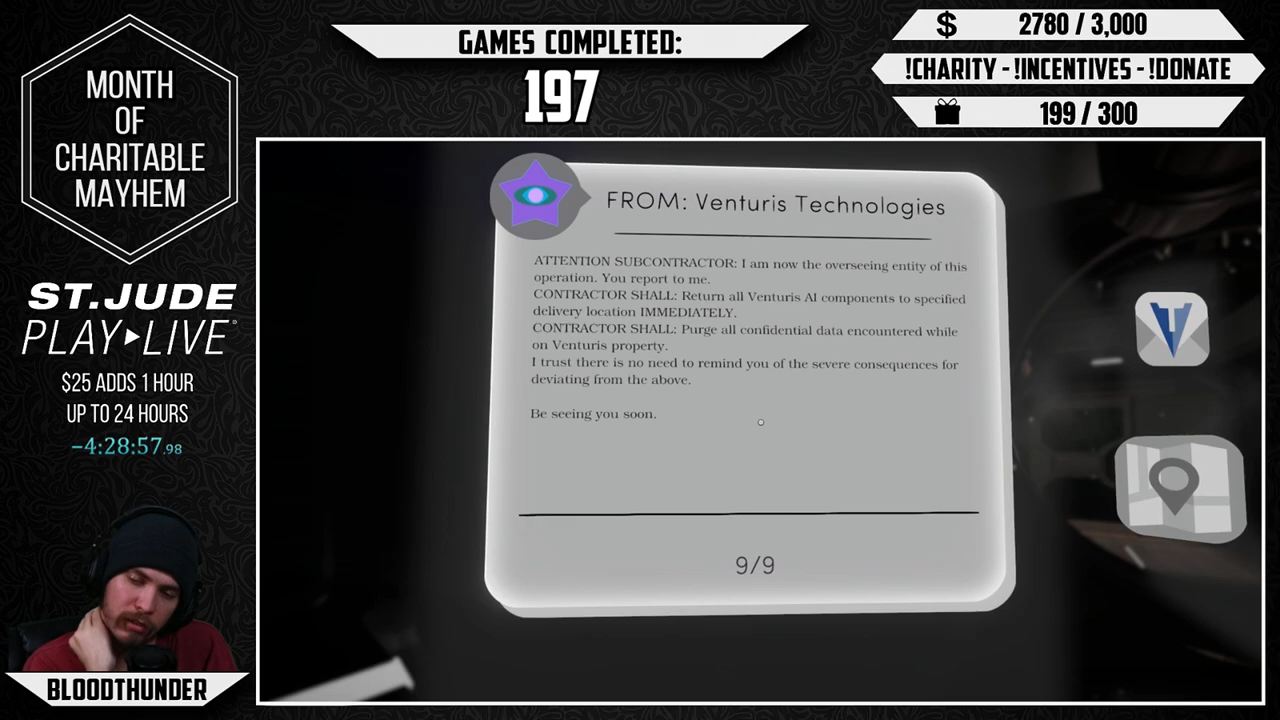 MONTH
OF
CHARITABLE
MAYHEM
ST. JUDE
PLAY LIVE
$25 ADDS 1 HOUR
UP TO 24 HOURS
-4:28:57.98
BLOODTHUNDER
GAMES COMPLETED:
197
$ 2780 / 3,000
!CHARITY - !INCENTIVES - !DONATE
199 / 300
FROM: Venturis Technologies
ATTENTION SUBCONTRACTOR: I am now the overseeing entity of this
operation. You report to me.
CONTRACTOR SHALL: Return all Venturis AI components to specified
delivery location IMMEDIATELY.
CONTRACTOR SHALL: Purge all confidential data encountered while
on Venturis property.
I trust there is no need to remind you of the severe consequences for
deviating from the above.
Be seeing you soon.
9/9